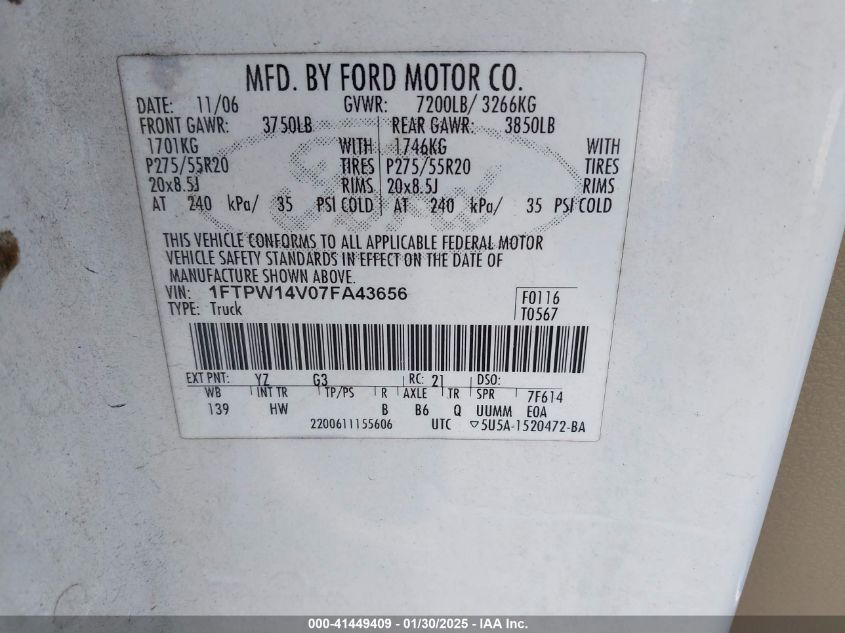 MFD. BY FORD MOTOR CO.
DATE: 11/06 GVWR: 7200LB/ 3266KG
FRONT GAWR: 3750LB REAR GAWR: 3850LB
1701KG WITH 1746KG WITH
P275/55R20 TIRES P275/55R20 TIRES
20x8.5J RIMS 20x8.5J RIMS
AT 240 kPa/ 35 PSI COLD AT 240 kPa/ 35 PSI COLD
Ford
THIS VEHICLE CONFORMS TO ALL APPLICABLE FEDERAL MOTOR
VEHICLE SAFETY STANDARDS IN EFFECT ON THE DATE OF
MANUFACTURE SHOWN ABOVE.
VIN: 1FTPW14V07FA43656 F0116
TYPE: Truck T0567
EXT PNT: YZ G3 RC: 21 DSO:
WB INT TR TP/PS R AXLE TR SPR 7F614
139 HW B B6 Q UUMM EOA
2200611155606 UTC ▽5U5A-1520472-BA
000-41449409 - 01/30/2025 - IAA Inc.